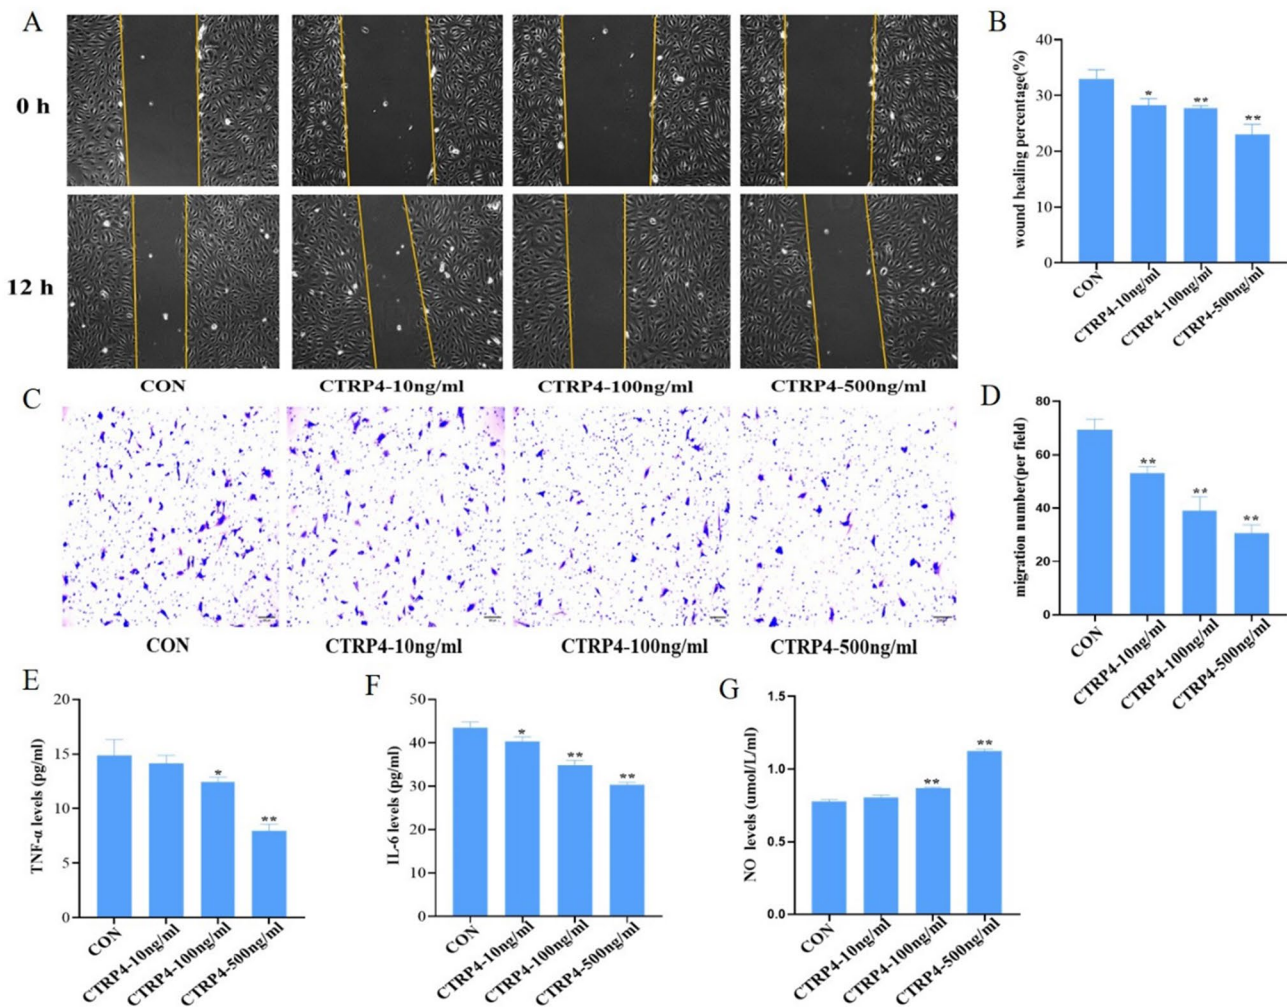 A
0 h
12 h
CON
CTRP4-10ng/ml
CTRP4-100ng/ml
CTRP4-500ng/ml
B
wound healing percentage(%)
40
30
20
10
0
*
**
**
CON
CTRP4-10ng/ml
CTRP4-100ng/ml
CTRP4-500ng/ml
C
CON
CTRP4-10ng/ml
CTRP4-100ng/ml
CTRP4-500ng/ml
D
migration number(per field)
80
60
40
20
0
**
**
**
CON
CTRP4-10ng/ml
CTRP4-100ng/ml
CTRP4-500ng/ml
E
TNF-α levels (pg/ml)
20
15
10
5
0
*
**
CON
CTRP4-10ng/ml
CTRP4-100ng/ml
CTRP4-500ng/ml
F
IL-6 levels (pg/ml)
50
40
30
20
10
0
*
**
**
CON
CTRP4-10ng/ml
CTRP4-100ng/ml
CTRP4-500ng/ml
G
NO levels (umol/L/ml)
1.5
1.0
0.5
0.0
**
**
CON
CTRP4-10ng/ml
CTRP4-100ng/ml
CTRP4-500ng/ml